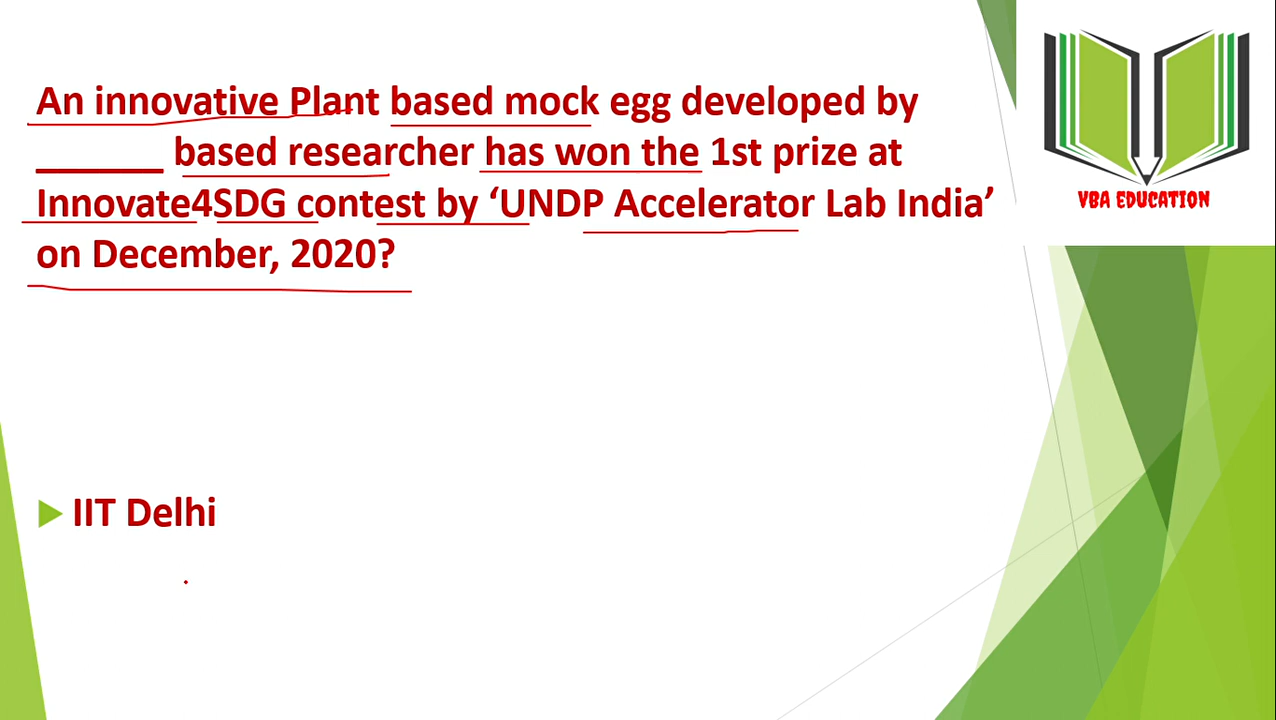 An innovative Plant based mock egg developed by
_______ based researcher has won the 1st prize at
Innovate4SDG contest by ‘UNDP Accelerator Lab India’
on December, 2020?
VBA EDUCATION
IIT Delhi